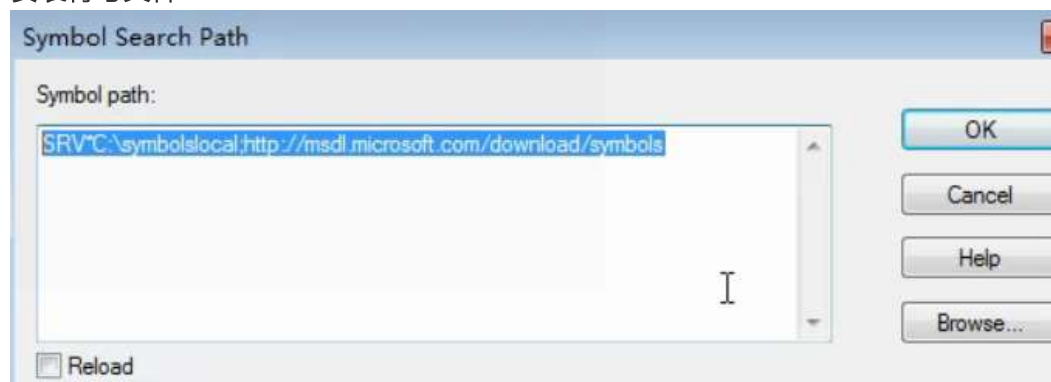 Symbol Search Path
Symbol path:
SRV*C:\symbolslocal;http://msdl.microsoft.com/download/symbols
OK
Cancel
Help
Browse...
Reload